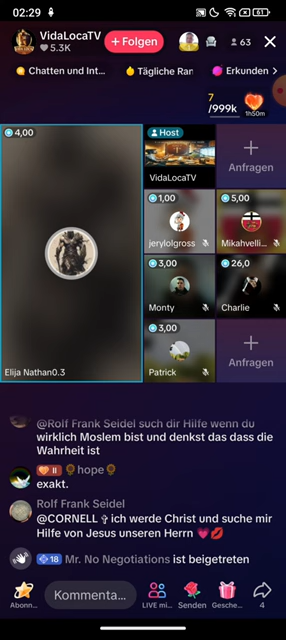 02:29
61
VidaLocaTV
5.3K
+ Folgen
63
Chatten und Int...
Tägliche Ran
Erkunden >
7
/999k
1h50m
4,00
Host
VidaLocaTV
Anfragen
1,00
jerylolgross
5,00
Mikahvelli...
3,00
Monty
26,0
Charlie
3,00
Patrick
Anfragen
Elija Nathan0.3
@Rolf Frank Seidel such dir Hilfe wenn du
wirklich Moslem bist und denkst das dass die
Wahrheit ist
II 🌻hope🌻
exakt.
Rolf Frank Seidel
@CORNELL ✞ ich werde Christ und suche mir
Hilfe von Jesus unseren Herrn 💗💋
18 Mr. No Negotiations ist beigetreten
Abonn...
Kommenta...
LIVE mi...
Senden
Gesche...
4